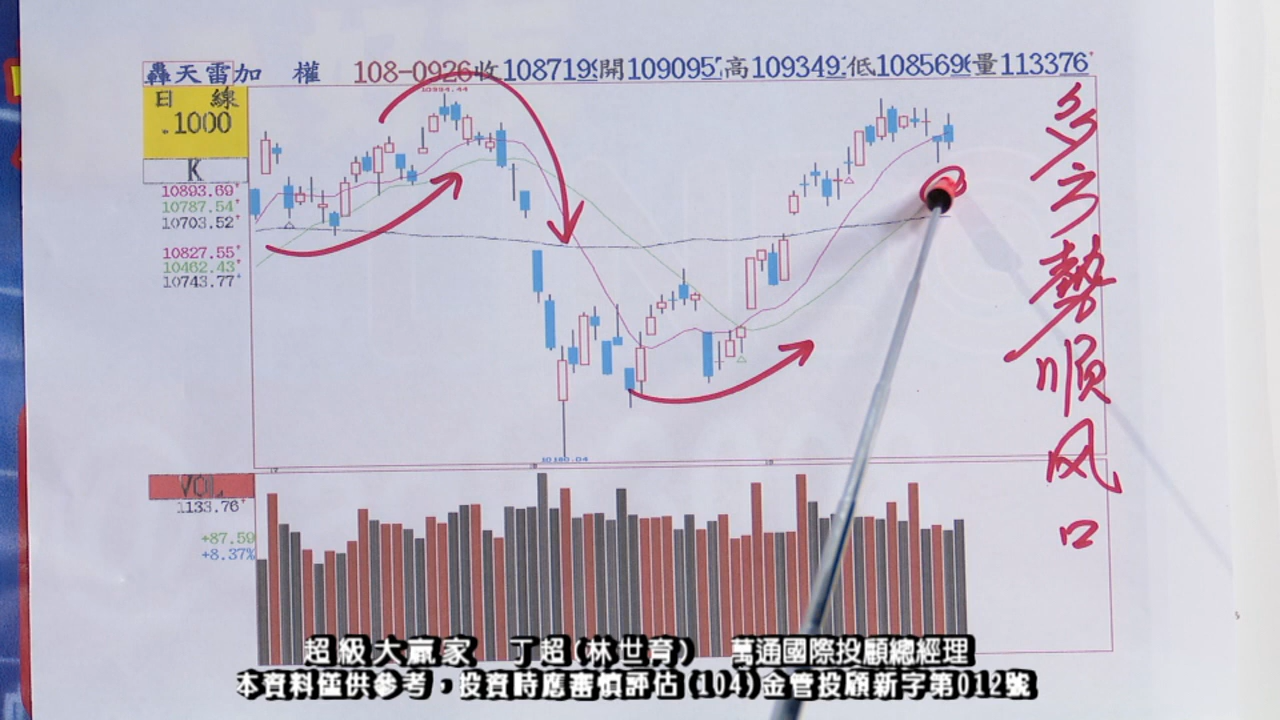 轟天雷加 權 108-0926收108719開109095高109349低108569量113376
日 線
.1000
K
10893.69
10787.54
10703.52
10827.55
10462.43
10743.77
10994.44
10180.04
VOL
1133.76
+87.59
+8.37%
多方勢順风口
超級大贏家 丁超(林世育) 萬通國際投顧總經理
本資料僅供參考,投資時應審慎評估(104)金管投顧新字第012號